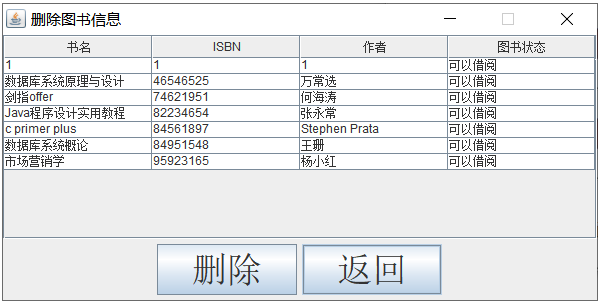 删除图书信息
书名 ISBN 作者 图书状态
1 1 1 可以借阅
数据库系统原理与设计 46546525 万常选 可以借阅
剑指offer 74621951 何海涛 可以借阅
Java程序设计实用教程 82234654 张永常 可以借阅
c primer plus 84561897 Stephen Prata 可以借阅
数据库系统概论 84951548 王珊 可以借阅
市场营销学 95923165 杨小红 可以借阅
删除 返回